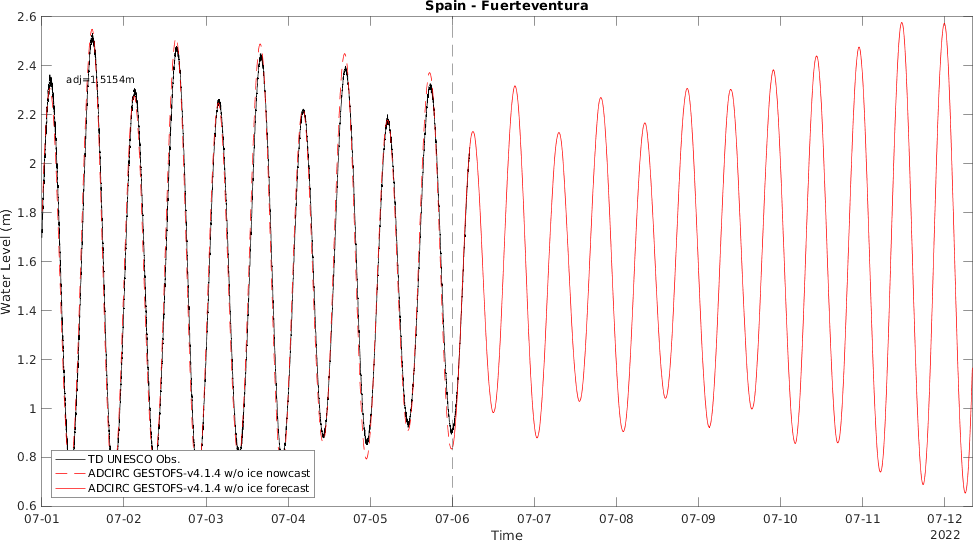 Spain - Fuerteventura
2.6
2.4
adj=1.5154m
2.2
2
1.8
1.6
1.4
1.2
1
0.8
0.6
Water Level (m)
TD UNESCO Obs.
ADCIRC GESTOFS-v4.1.4 w/o ice nowcast
ADCIRC GESTOFS-v4.1.4 w/o ice forecast
07-01 07-02 07-03 07-04 07-05 07-06 07-07 07-08 07-09 07-10 07-11 07-12
Time
2022